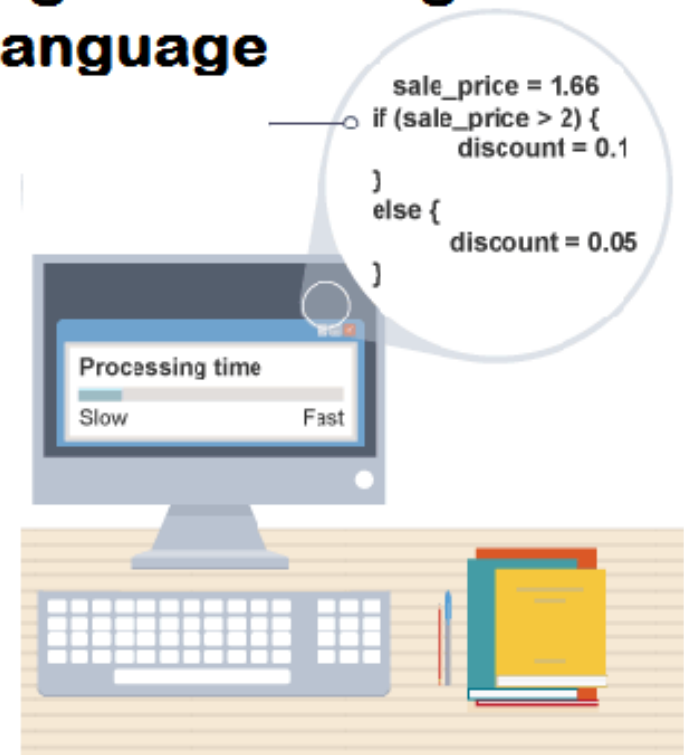 anguage
sale_price = 1.66
if (sale_price > 2) {
discount = 0.1
}
else {
discount = 0.05
}
Processing time
Slow Fast